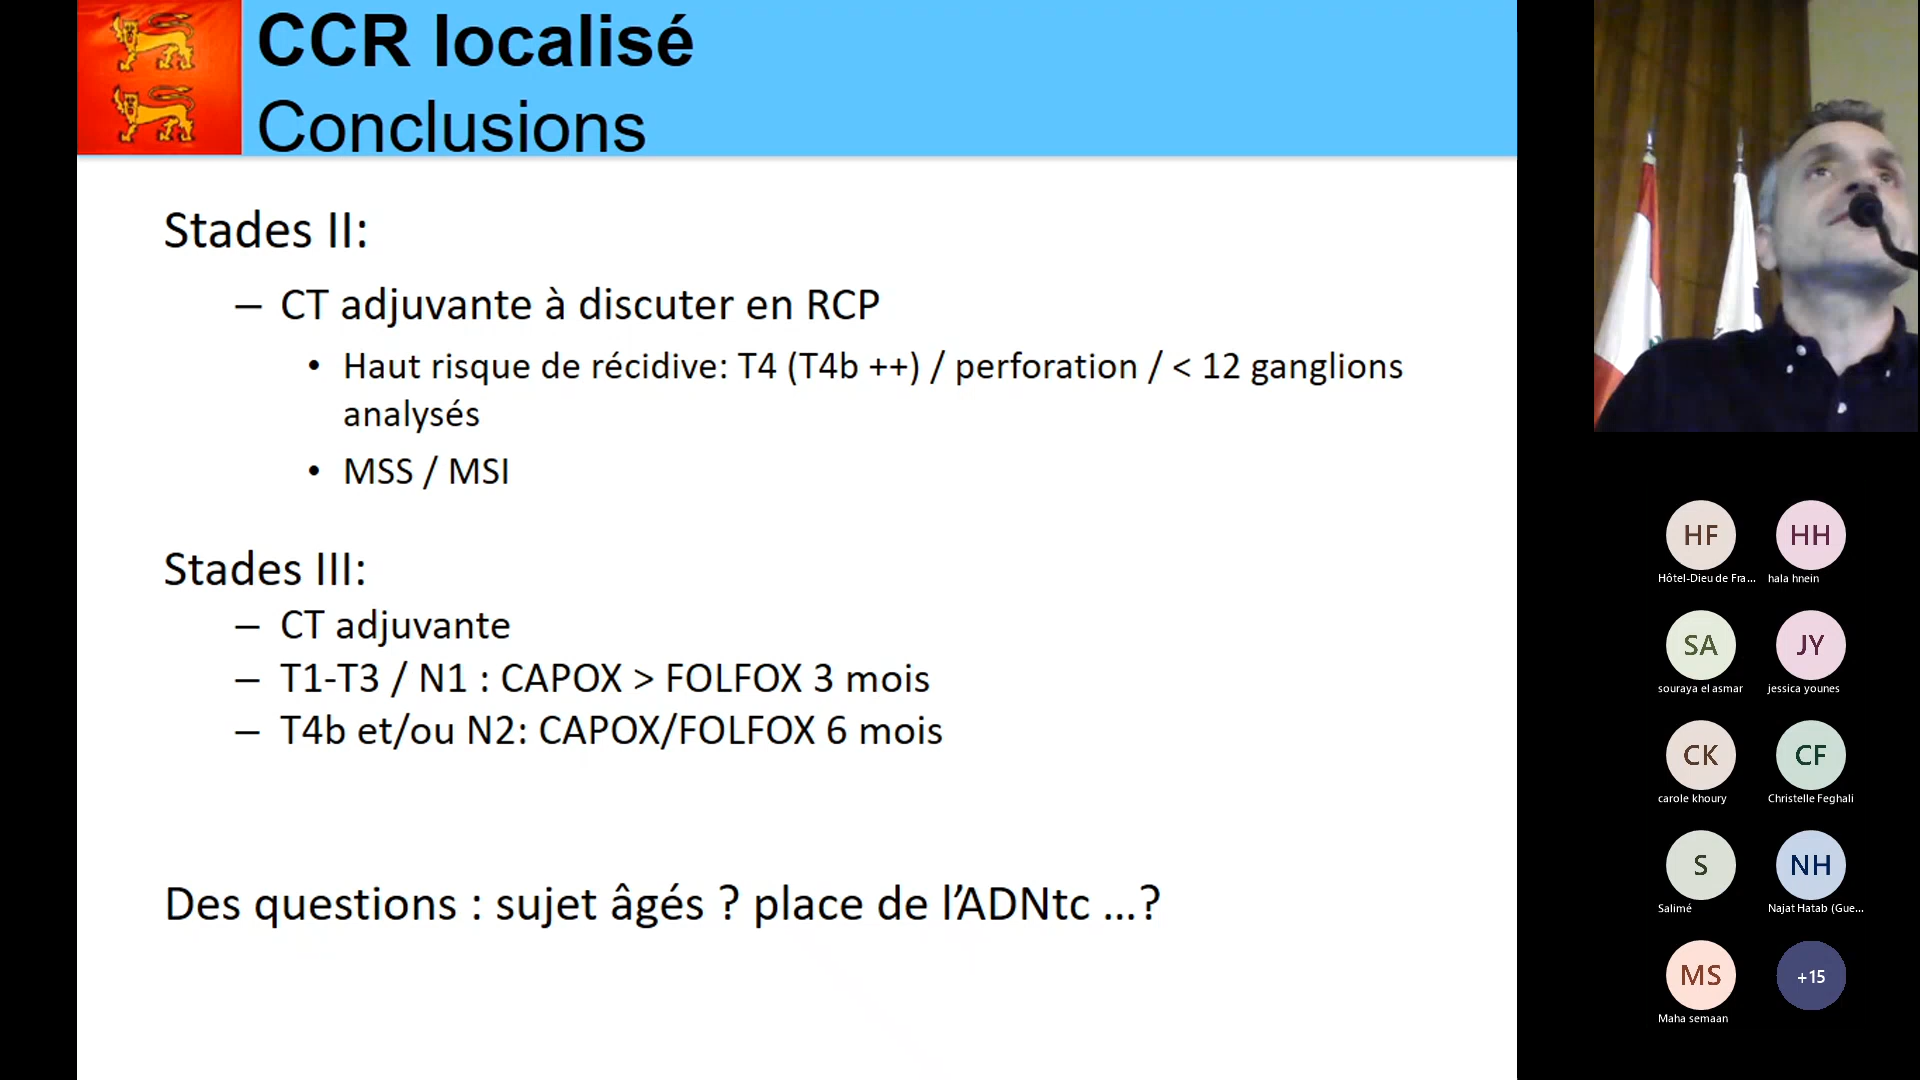 CCR localisé
Conclusions
Stades II:
– CT adjuvante à discuter en RCP
• Haut risque de récidive: T4 (T4b ++) / perforation / < 12 ganglions
analysés
• MSS / MSI
Stades III:
– CT adjuvante
– T1-T3 / N1 : CAPOX > FOLFOX 3 mois
– T4b et/ou N2: CAPOX/FOLFOX 6 mois
Des questions : sujet âgés ? place de l’ADNtc ...?
HF
Hôtel-Dieu de Fra...
HH
hala hnein
SA
souraya el asmar
JY
jessica younes
CK
carole khoury
CF
Christelle Feghali
S
Salimé
NH
Najat Hatab (Gue...
MS
Maha semaan
+15